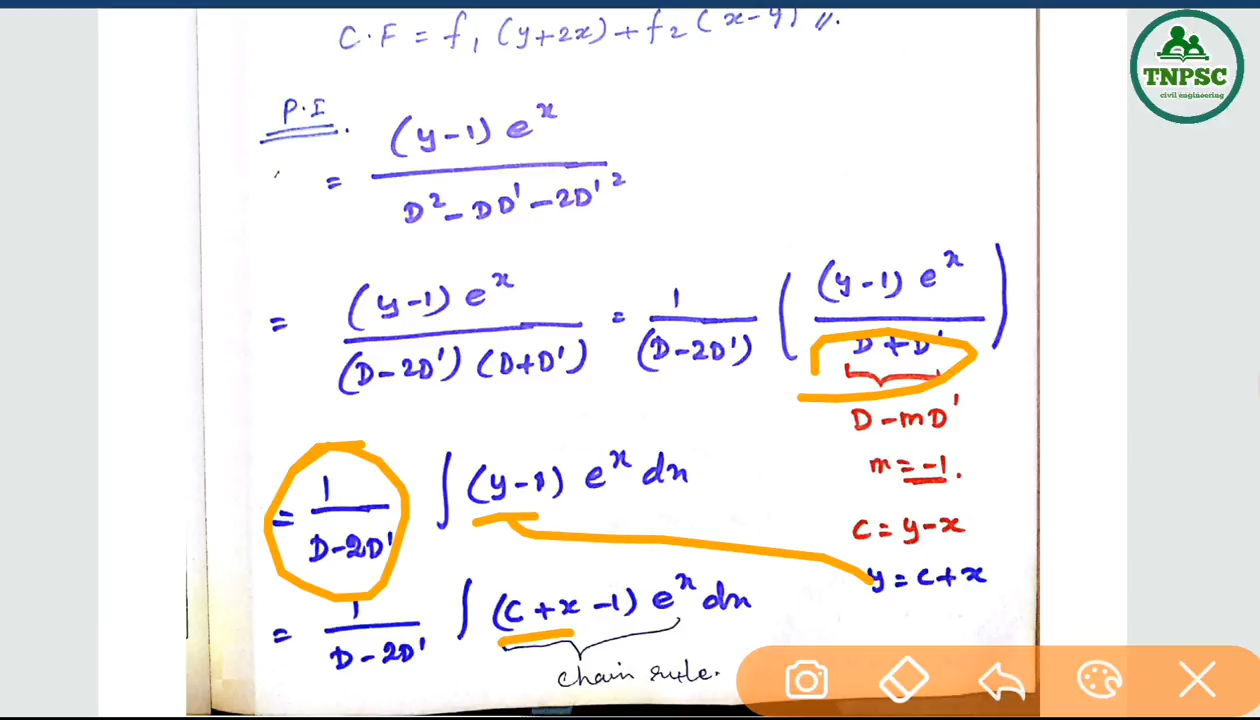 C.F = f₁ (y+2x) + f₂ (x-y) //.
TNPSC
civil engineering
P.I
= (y-1) eˣ / D² - DD' - 2D'²
= (y-1) eˣ / (D-2D') (D+D') = 1 / (D-2D') ( (y-1) eˣ / D+D' )
D-mD'
m = -1.
= 1 / D-2D' ∫ (y-1) eˣ dx
c = y-x
y = c+x
= 1 / D-2D' ∫ (c+x-1) eˣ dx
chain rule.